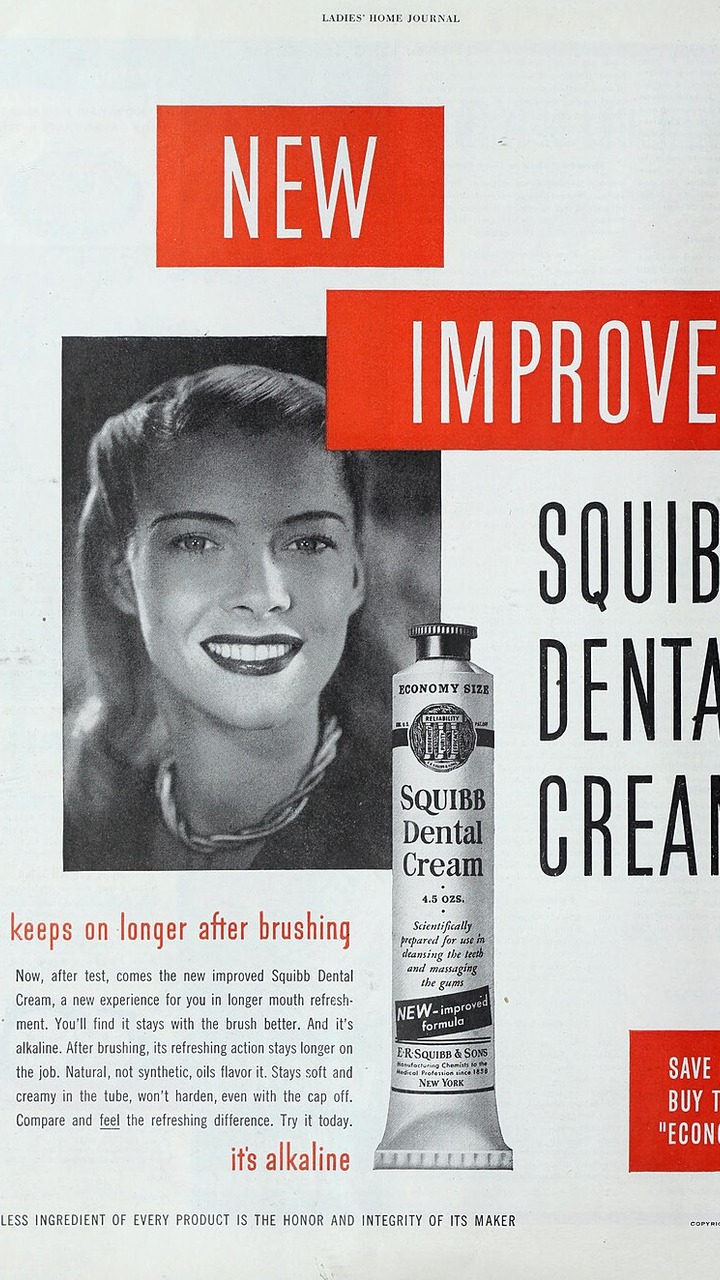 LADIES' HOME JOURNAL
NEW
IMPROVE
SQUIB
DENTA
CREAM
ECONOMY SIZE
RELIABILITY
SQUIBB
Dental
Cream
4.5 OZS.
Scientifically
prepared for use in
cleansing the teeth
and massaging
the gums
NEW-improved
formula
E·R·SQUIBB & SONS
Manufacturing Chemists to the
Medical Profession since 1858
NEW YORK
keeps on longer after brushing
Now, after test, comes the new improved Squibb Dental
Cream, a new experience for you in longer mouth refresh-
ment. You'll find it stays with the brush better. And it's
alkaline. After brushing, its refreshing action stays longer on
the job. Natural, not synthetic, oils flavor it. Stays soft and
creamy in the tube, won't harden, even with the cap off.
Compare and feel the refreshing difference. Try it today.
it's alkaline
SAVE
BUY T
"ECONO
LESS INGREDIENT OF EVERY PRODUCT IS THE HONOR AND INTEGRITY OF ITS MAKER
COPYRIG